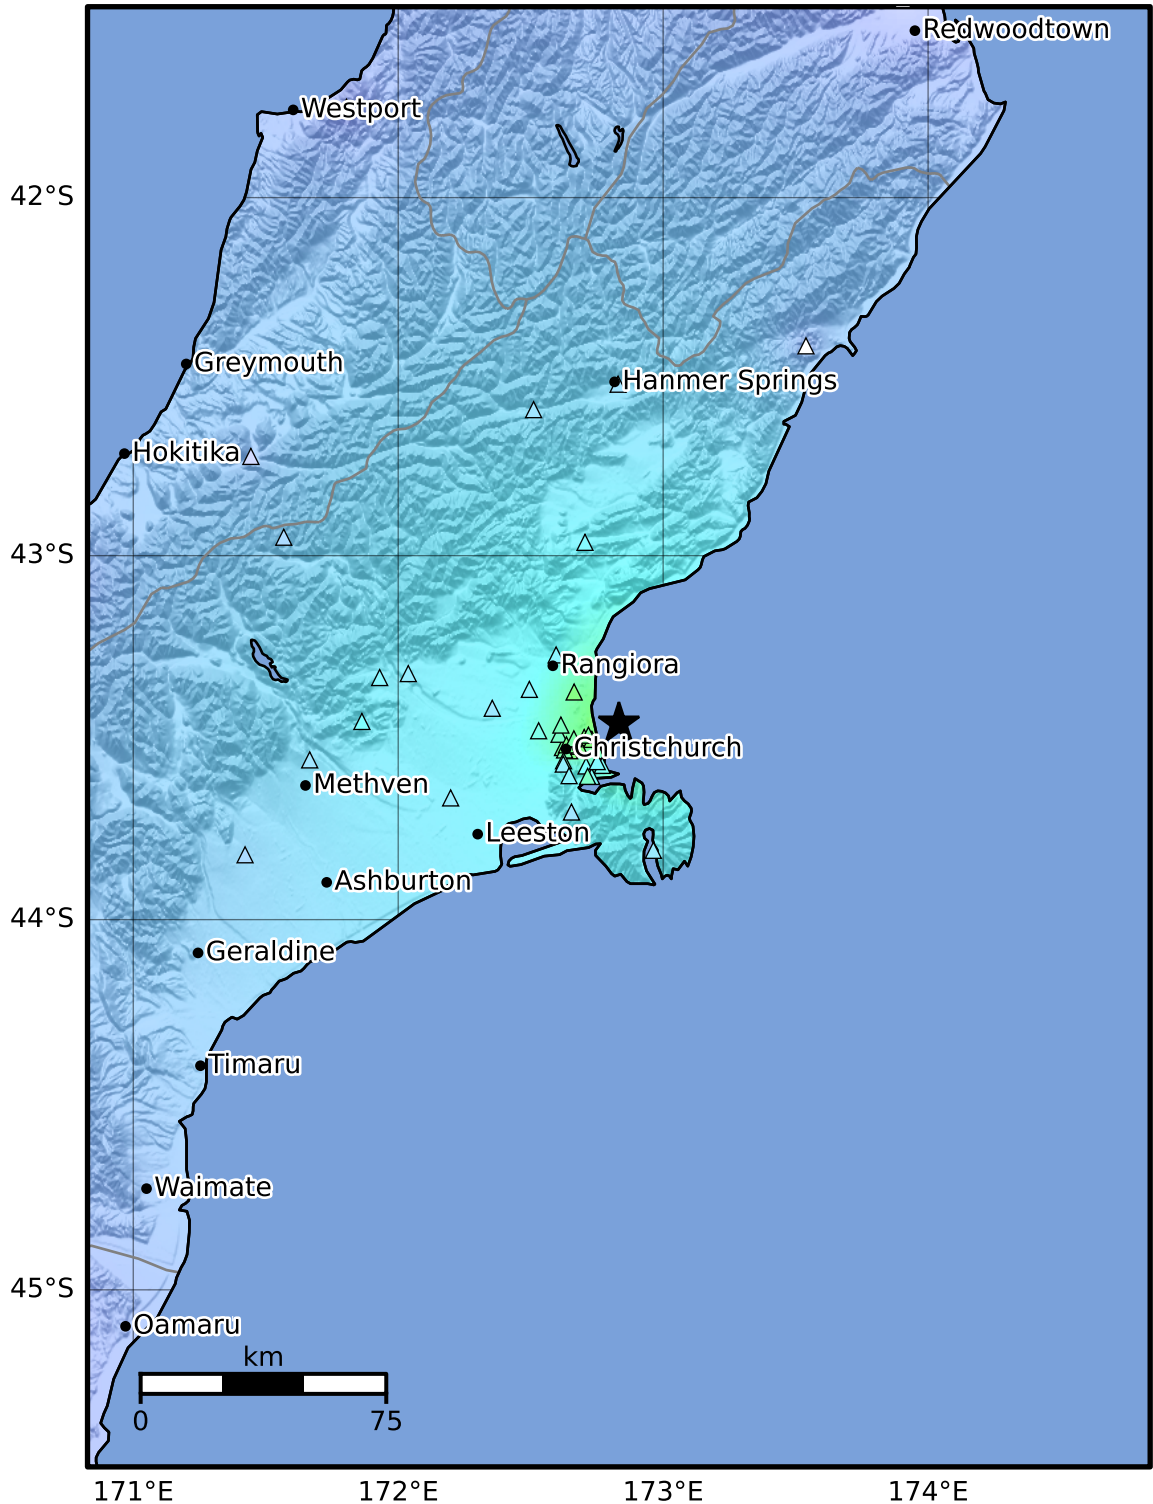 Redwoodtown
Westport
42°S
Greymouth
Hanmer Springs
Hokitika
43°S
Rangiora
Christchurch
Methven
Leeston
Ashburton
44°S
Geraldine
Timaru
Waimate
45°S
Oamaru
km
0 75
171°E 172°E 173°E 174°E